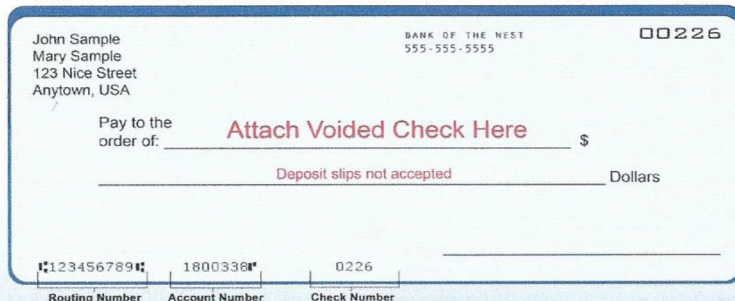 John Sample
Mary Sample
123 Nice Street
Anytown, USA
BANK OF THE WEST
555-555-5555
00226
Pay to the
order of:
Attach Voided Check Here
$
Deposit slips not accepted
Dollars
⑆123456789⑆ 1800338⑈ 0226
Routing Number Account Number Check Number